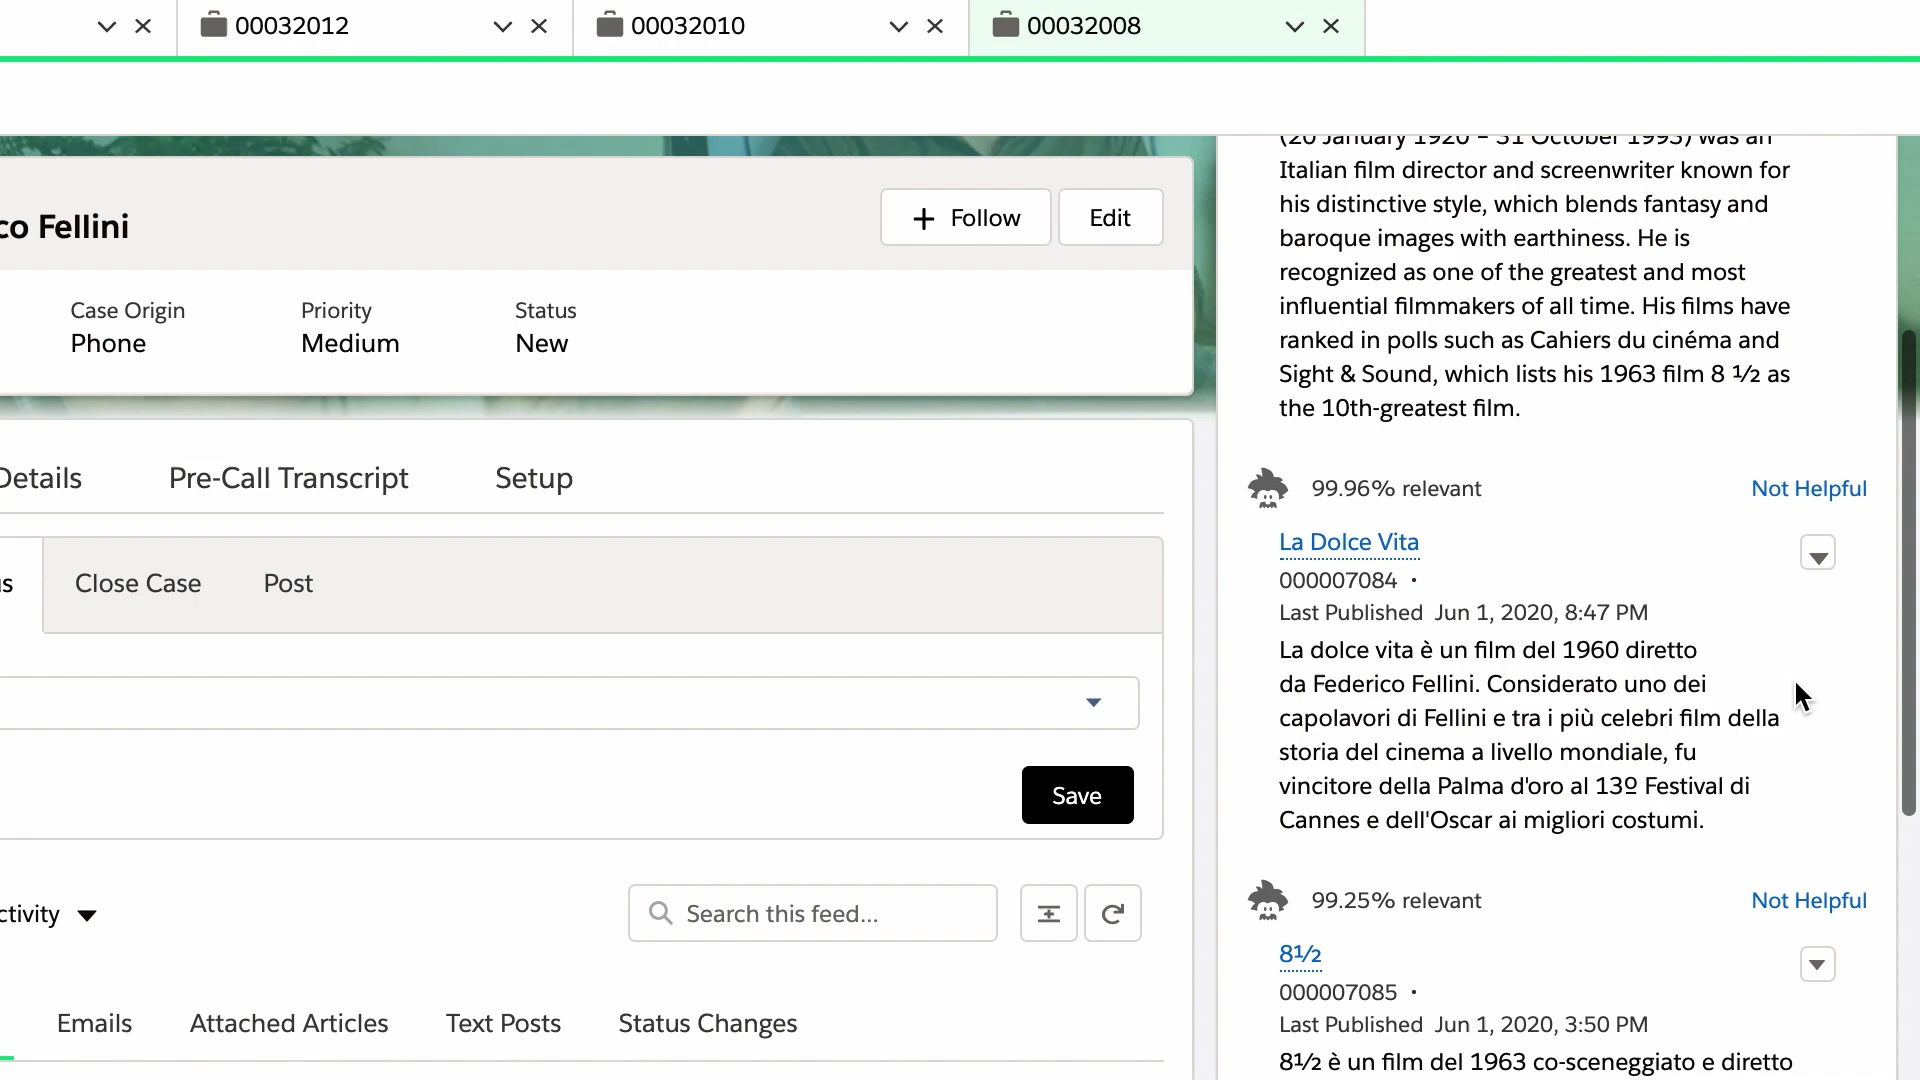 00032012
00032010
00032008
co Fellini
Follow
Edit
Case Origin
Phone
Priority
Medium
Status
New
Details
Pre-Call Transcript
Setup
s
Close Case
Post
Save
ctivity
Search this feed...
Emails
Attached Articles
Text Posts
Status Changes
(20 January 1920 – 31 October 1993) was an
Italian film director and screenwriter known for
his distinctive style, which blends fantasy and
baroque images with earthiness. He is
recognized as one of the greatest and most
influential filmmakers of all time. His films have
ranked in polls such as Cahiers du cinéma and
Sight & Sound, which lists his 1963 film 8 ½ as
the 10th-greatest film.
99.96% relevant
Not Helpful
La Dolce Vita
000007084 •
Last Published Jun 1, 2020, 8:47 PM
La dolce vita è un film del 1960 diretto
da Federico Fellini. Considerato uno dei
capolavori di Fellini e tra i più celebri film della
storia del cinema a livello mondiale, fu
vincitore della Palma d'oro al 13º Festival di
Cannes e dell'Oscar ai migliori costumi.
99.25% relevant
Not Helpful
8½
000007085 •
Last Published Jun 1, 2020, 3:50 PM
8½ è un film del 1963 co-sceneggiato e diretto